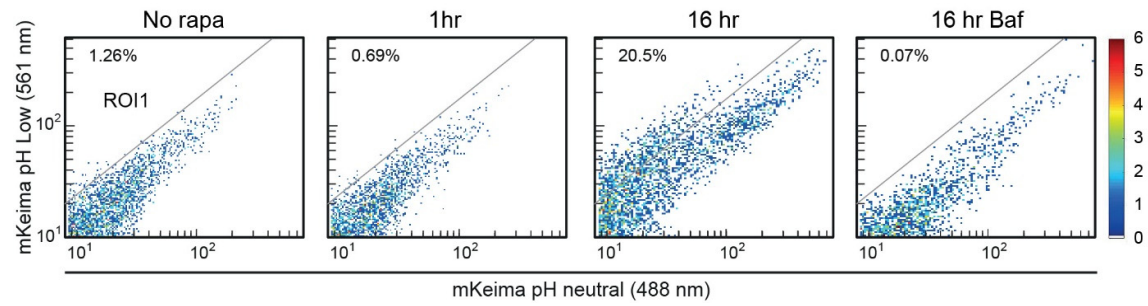 No rapa
1hr
16 hr
16 hr Baf
1.26%
0.69%
20.5%
0.07%
ROI1
mKeima pH Low (561 nm)
10²
10¹
10¹ 10²
10¹ 10²
10¹ 10²
10¹ 10²
6
5
4
3
2
1
0
mKeima pH neutral (488 nm)